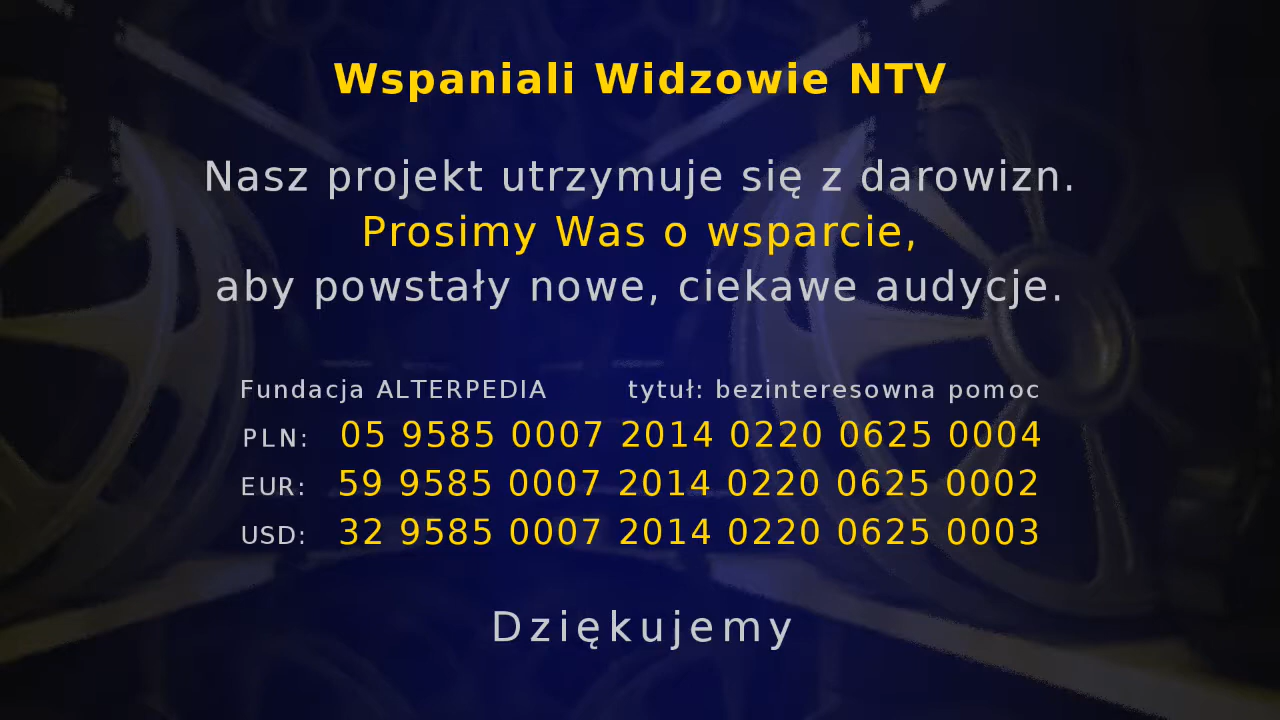 Wspaniali Widzowie NTV
Nasz projekt utrzymuje się z darowizn.
Prosimy Was o wsparcie,
aby powstały nowe, ciekawe audycje.
Fundacja ALTERPEDIA tytuł: bezinteresowna pomoc
PLN: 05 9585 0007 2014 0220 0625 0004
EUR: 59 9585 0007 2014 0220 0625 0002
USD: 32 9585 0007 2014 0220 0625 0003
Dziękujemy